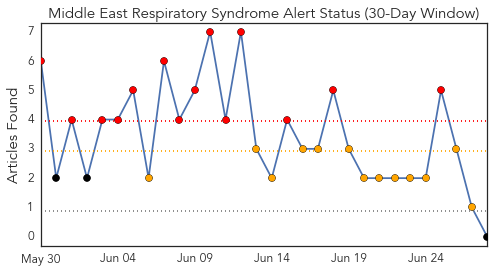 Middle East Respiratory Syndrome Alert Status (30-Day Window)
Articles Found
7
6
5
4
3
2
1
0
May 30
Jun 04
Jun 09
Jun 14
Jun 19
Jun 24